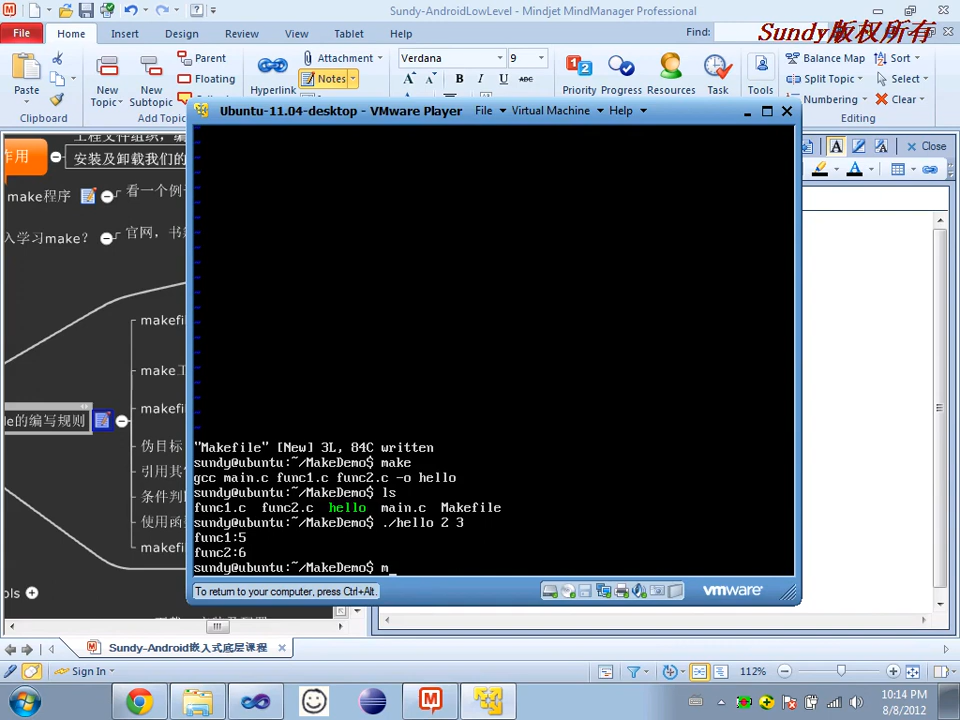 Sundy-AndroidLowLevel - Mindjet MindManager Professional
Sundy版权所有
File Home Insert Design Review View Tablet Help Find:
Paste
Clipboard
New Topic
New Subtopic
Parent
Floating
Add Topic
Hyperlink
Attachment
Notes
Verdana 9
B I U ABC
Priority Progress Resources Task
Tools
Balance Map Sort
Split Topic Select
Numbering Clear
Editing
Close
Ubuntu-11.04-desktop - VMware Player File Virtual Machine Help
作用
安装及卸载我们的
make程序
看一个例
入学习make?
官网，书
makefi
make
makefi
le的编写规则
伪目标
引用其
条件判
使用函
makefi
ols
"Makefile" [New] 3L, 84C written
sundy@ubuntu:~/MakeDemo$ make
gcc main.c func1.c func2.c -o hello
sundy@ubuntu:~/MakeDemo$ ls
func1.c func2.c hello main.c Makefile
sundy@ubuntu:~/MakeDemo$ ./hello 2 3
func1:5
func2:6
sundy@ubuntu:~/MakeDemo$ m_
To return to your computer, press Ctrl+Alt.
vmware
Sundy-Android嵌入式底层课程
Sign In
112%
10:14 PM
8/8/2012